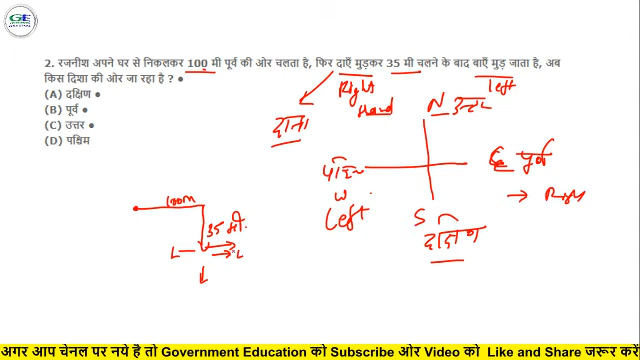 GE
2. रजनीश अपने घर से निकलकर 100 मी पूर्व की ओर चलता है, फिर दाएँ मुड़कर 35 मी चलने के बाद बाएँ मुड़ जाता है, अब
किस दिशा की ओर जा रहा है ? ●
(A) दक्षिण ●
(B) पूर्व ●
(C) उत्तर ●
(D) पश्चिम
Right
Hand
left
N उत्तर
E पूर्व
W
Left
→ Right
S
दक्षिण
100m
35 मी.
L
L
अगर आप चेनल पर नये है तो Government Education को Subscribe ओर Video को Like and Share जरूर करें